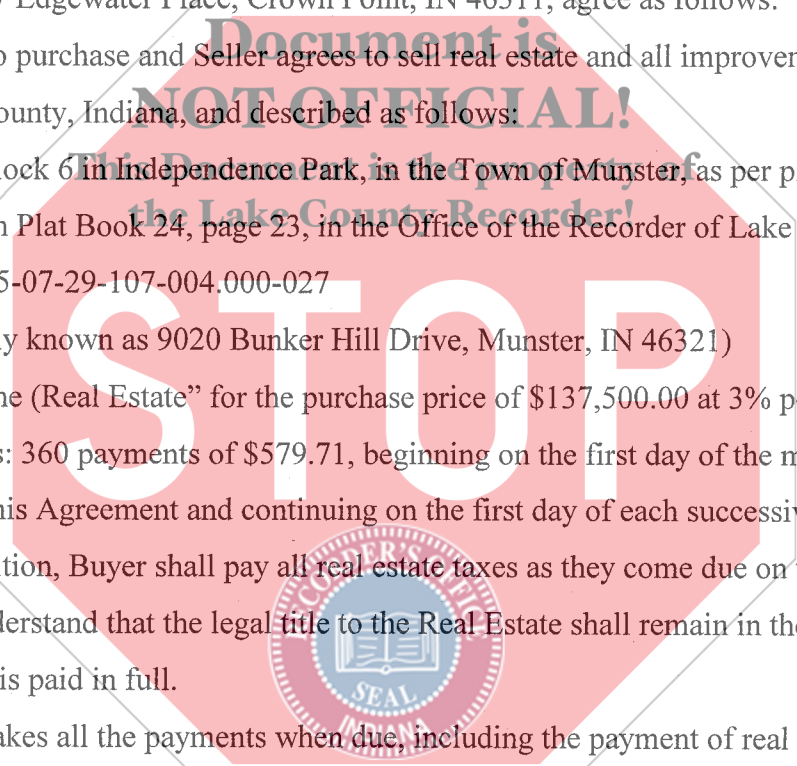 Edgewater Place, Crown Point, IN 46311, agree as follows:
Document is
o purchase and Seller agrees to sell real estate and all improvem
NOT OFFICIAL!
ounty, Indiana, and described as follows:
This Document is the property of
lock 6 in Independence Park, in the Town of Munster, as per p
the Lake County Recorder!
n Plat Book 24, page 23, in the Office of the Recorder of Lake
5-07-29-107-004.000-027
ly known as 9020 Bunker Hill Drive, Munster, IN 46321)
STOP
he (Real Estate” for the purchase price of $137,500.00 at 3% p
s: 360 payments of $579.71, beginning on the first day of the m
his Agreement and continuing on the first day of each successiv
tion, Buyer shall pay all real estate taxes as they come due on
derstand that the legal title to the Real Estate shall remain in the
is paid in full.
akes all the payments when due, including the payment of real
RECORDER'S OFFICE
SEAL
INDIANA